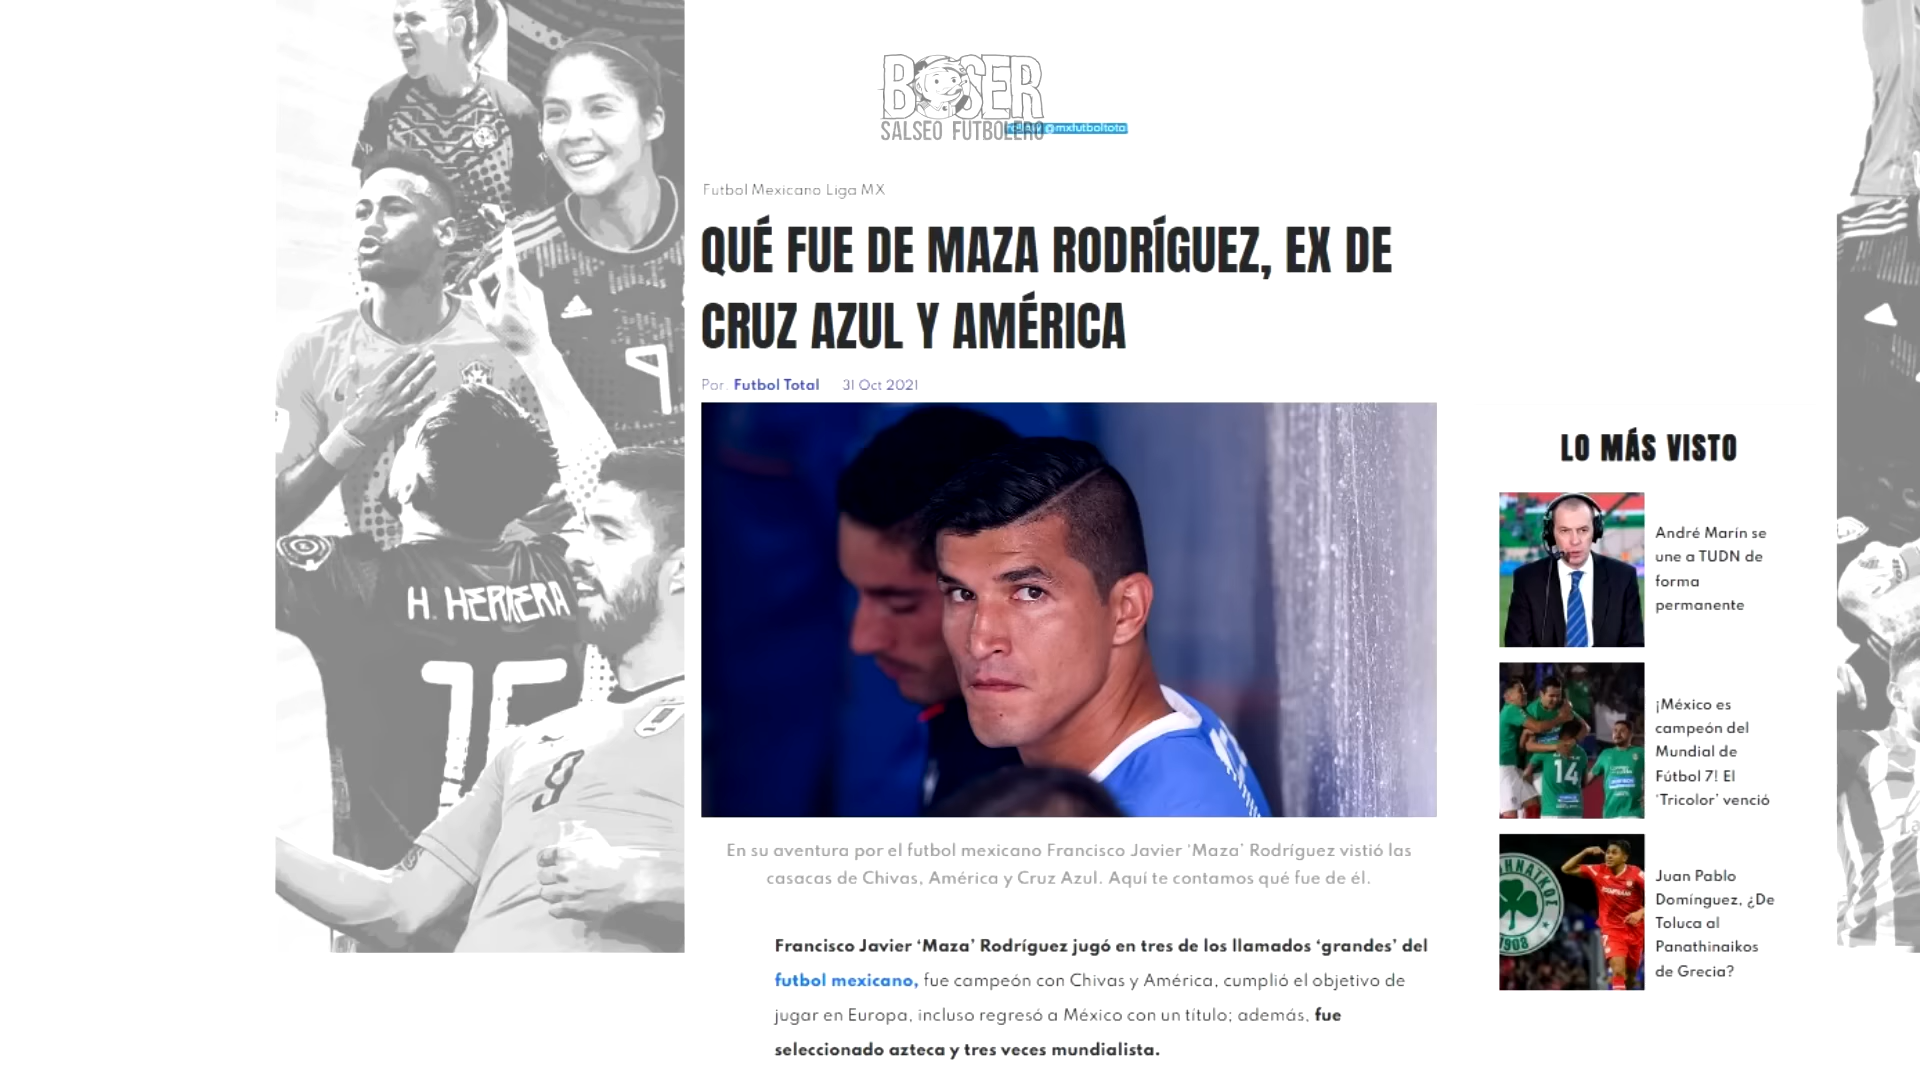 BOSER
SALSEO FUTBOLERO
@mxfutboltotal
Futbol Mexicano Liga MX
QUÉ FUE DE MAZA RODRÍGUEZ, EX DE
CRUZ AZUL Y AMÉRICA
Por: Futbol Total 31 Oct 2021
H. HERRERA
9
9
LO MÁS VISTO
André Marín se
une a TUDN de
forma
permanente
14
¡México es
campeón del
Mundial de
Fútbol 7! El
‘Tricolor’ venció
1908
Juan Pablo
Domínguez, ¿De
Toluca al
Panathinaikos
de Grecia?
En su aventura por el futbol mexicano Francisco Javier ‘Maza’ Rodríguez vistió las
casacas de Chivas, América y Cruz Azul. Aquí te contamos qué fue de él.
Francisco Javier ‘Maza’ Rodríguez jugó en tres de los llamados ‘grandes’ del
futbol mexicano, fue campeón con Chivas y América, cumplió el objetivo de
jugar en Europa, incluso regresó a México con un título; además, fue
seleccionado azteca y tres veces mundialista.